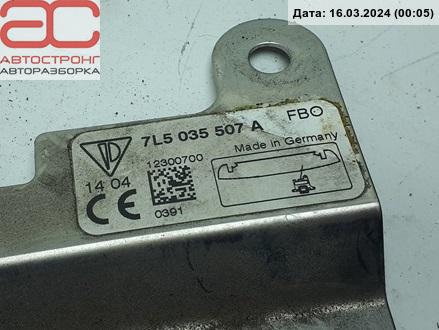 Дата: 16.03.2024 (00:05)
АС
АВТОСТРОНГ
АВТОРАЗБОРКА
7L5 035 507 A
FBO
Made in Germany
14 04
12300700
CE
0391